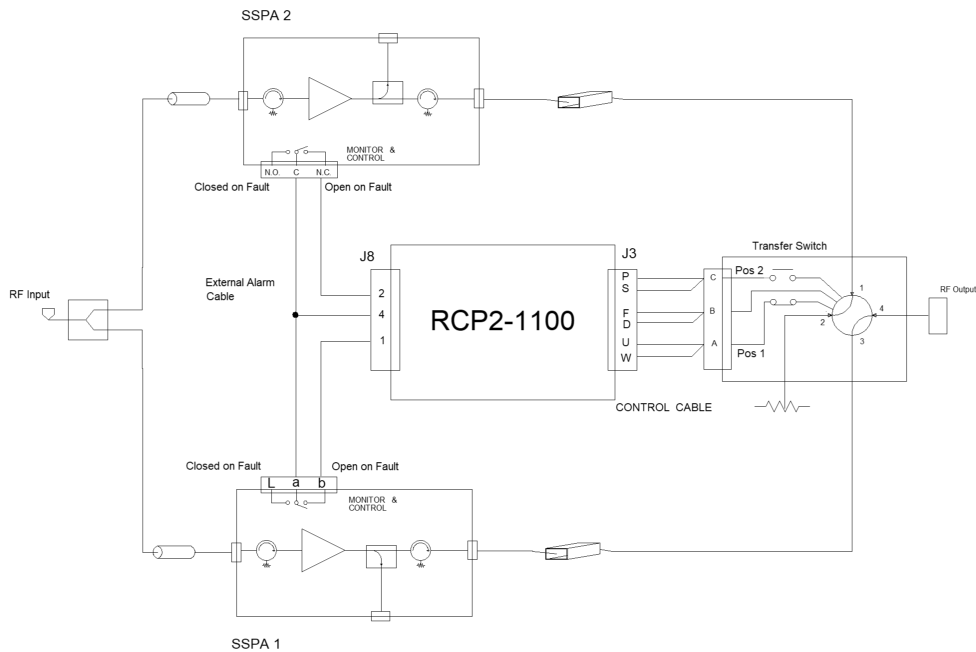 SSPA 2
MONITOR &
CONTROL
N.O. C N.C.
Closed on Fault
Open on Fault
J8
J3
Transfer Switch
RF Input
External Alarm
Cable
2
4
1
RCP2-1100
P
S
F
D
U
W
C
B
A
Pos 2
Pos 1
1
2
4
3
RF Output
CONTROL CABLE
Closed on Fault
Open on Fault
L a b
MONITOR &
CONTROL
SSPA 1